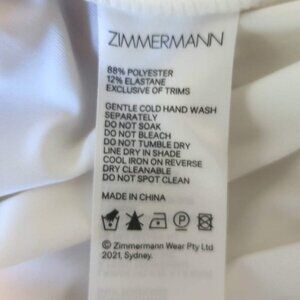 ZIMMERMANN
88% POLYESTER
12% ELASTANE
EXCLUSIVE OF TRIMS
GENTLE COLD HAND WASH
SEPARATELY
DO NOT SOAK
DO NOT BLEACH
DO NOT TUMBLE DRY
LINE DRY IN SHADE
COOL IRON ON REVERSE
DRY CLEANABLE
DO NOT SPOT CLEAN
MADE IN CHINA
P
© Zimmermann Wear Pty Ltd
2021, Sydney.